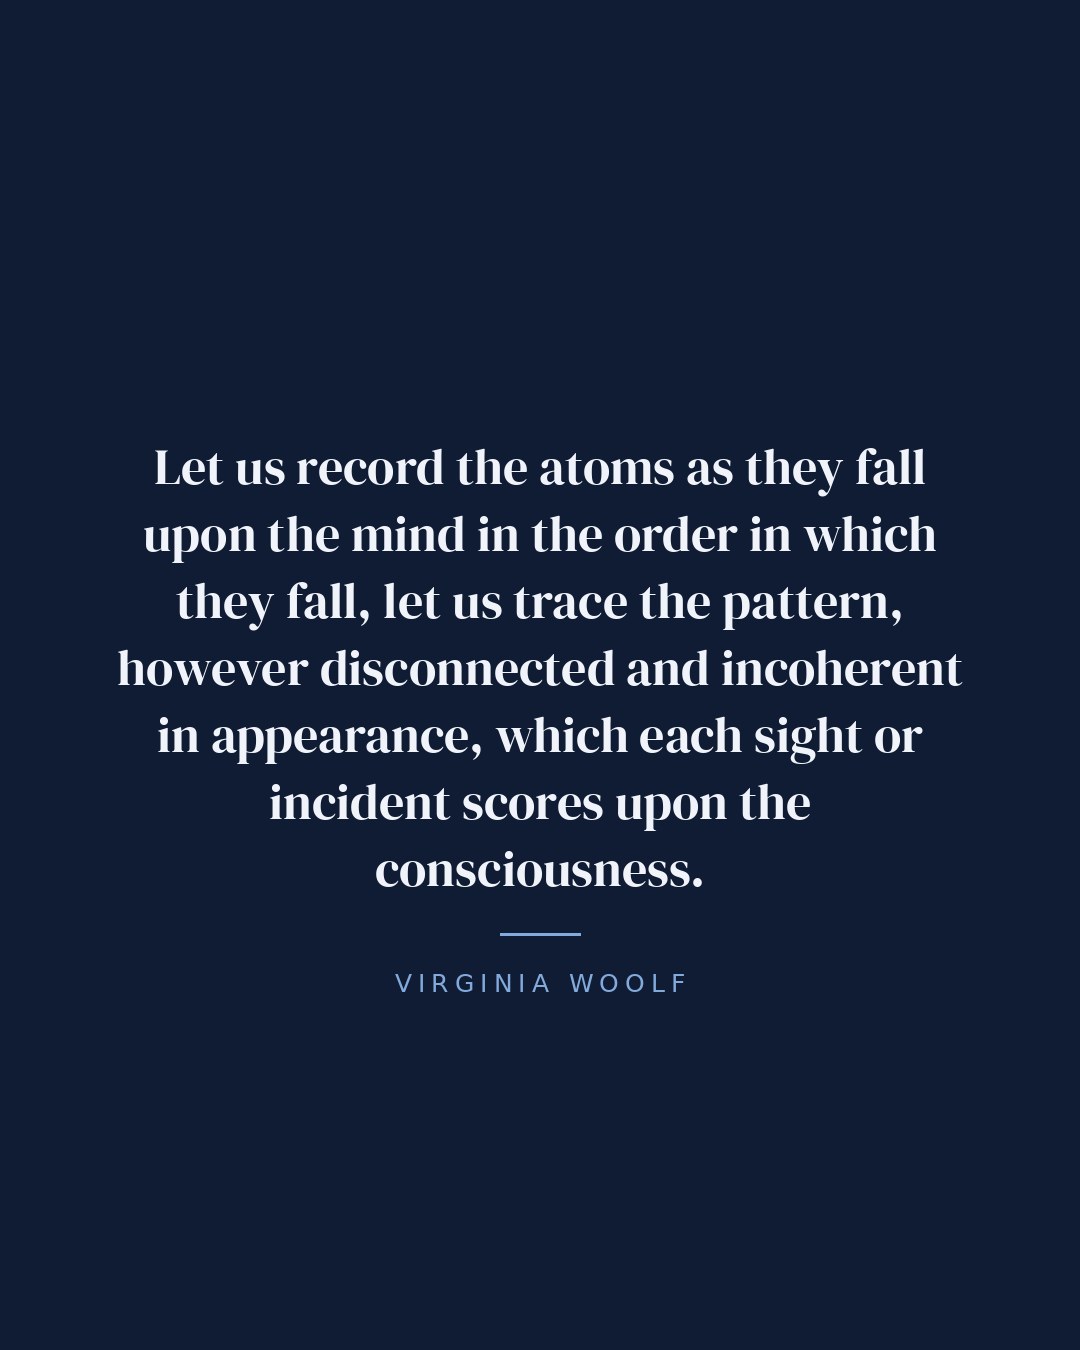 Let us record the atoms as they fall
upon the mind in the order in which
they fall, let us trace the pattern,
however disconnected and incoherent
in appearance, which each sight or
incident scores upon the
consciousness.
VIRGINIA WOOLF